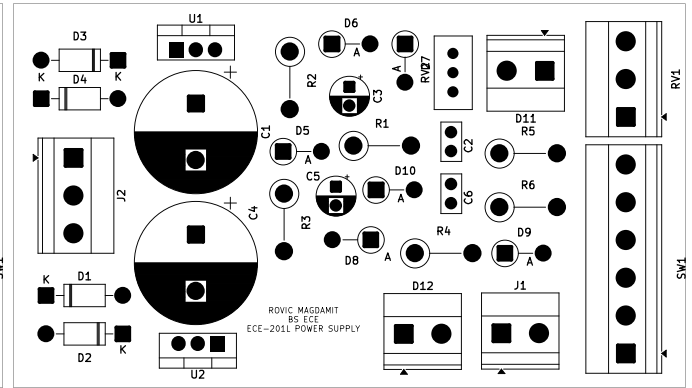 U1
D6
D3
K
K
D4
R2
A
A
D7
RV2
C3
D11
RV1
C1
D5
A
R1
C2
R5
J2
C5
D10
A
C6
R6
C4
R3
D8
A
R4
D9
A
SW1
SW1
D1
K
D2
K
U2
ROVIC MAGDAMIT
BS ECE
ECE-201L POWER SUPPLY
D12
J1